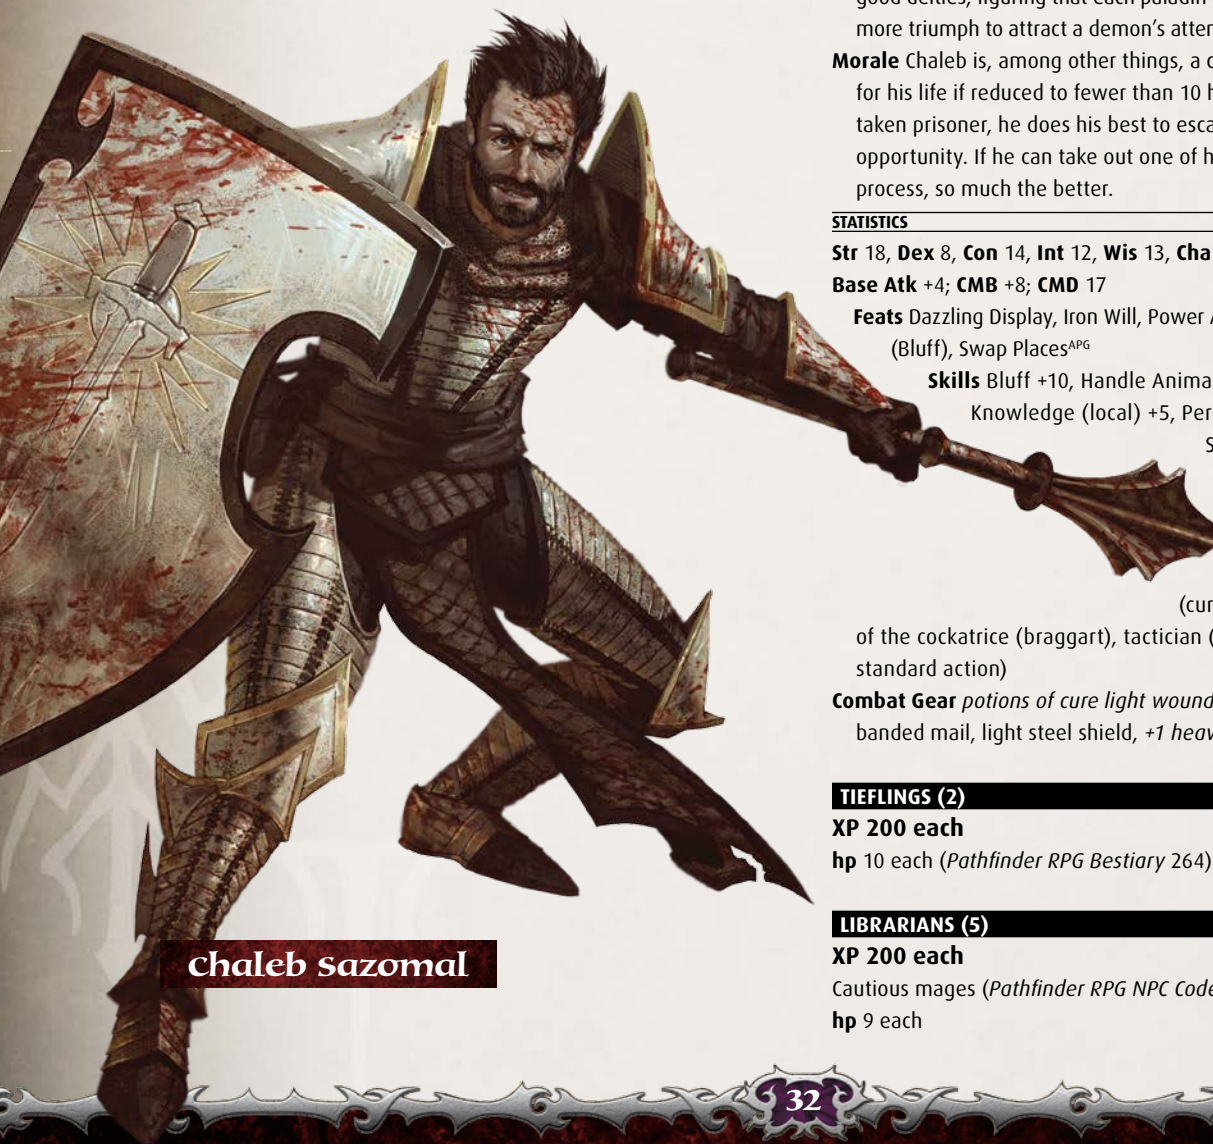 good deities, figuring that each paladin
more triumph to attract a demon's atten
Morale Chaleb is, among other things, a c
for his life if reduced to fewer than 10 h
taken prisoner, he does his best to esca
opportunity. If he can take out one of h
process, so much the better.
STATISTICS
Str 18, Dex 8, Con 14, Int 12, Wis 13, Cha
Base Atk +4; CMB +8; CMD 17
Feats Dazzling Display, Iron Will, Power
(Bluff), Swap PlacesAPG
Skills Bluff +10, Handle Anima
Knowledge (local) +5, Per
S
(cur
of the cockatrice (braggart), tactician (
standard action)
Combat Gear potions of cure light wound
banded mail, light steel shield, +1 heav
TIEFLINGS (2)
XP 200 each
hp 10 each (Pathfinder RPG Bestiary 264)
LIBRARIANS (5)
XP 200 each
Cautious mages (Pathfinder RPG NPC Code
hp 9 each
chaleb sazomal
32